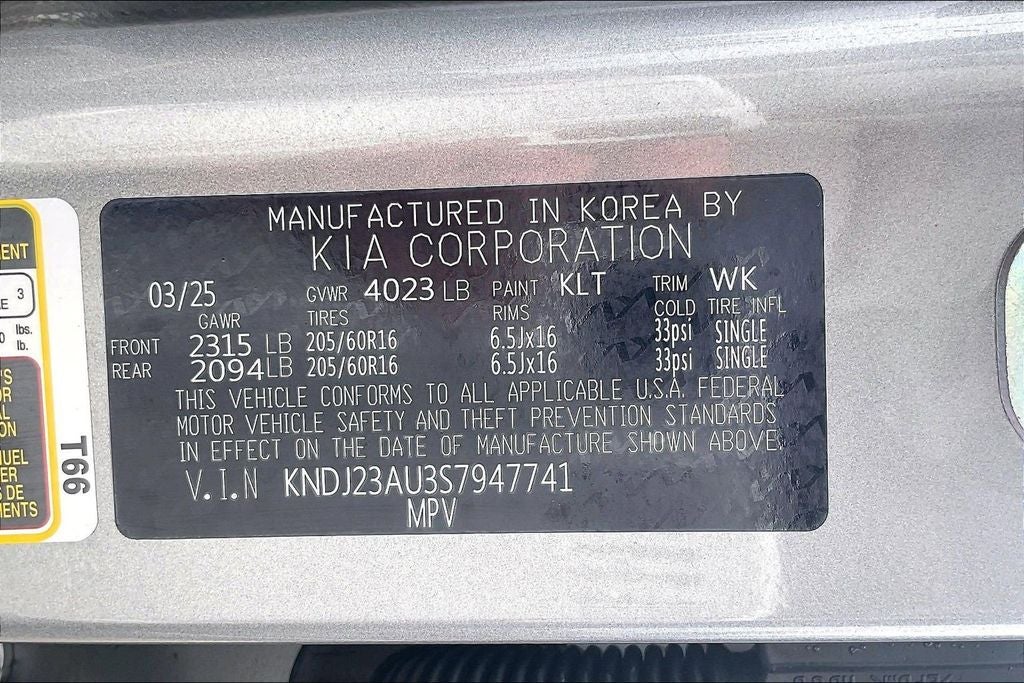 MANUFACTURED IN KOREA BY
KIA CORPORATION
03/25 GVWR 4023 LB PAINT KLT TRIM WK
GAWR TIRES RIMS COLD TIRE INFL
FRONT 2315 LB 205/60R16 6.5Jx16 33psi SINGLE
REAR 2094LB 205/60R16 6.5Jx16 33psi SINGLE
THIS VEHICLE CONFORMS TO ALL APPLICABLE U.S.A. FEDERAL
MOTOR VEHICLE SAFETY AND THEFT PREVENTION STANDARDS
IN EFFECT ON THE DATE OF MANUFACTURE SHOWN ABOVE.
V.I.N KNDJ23AU3S7947741
MPV
3
lbs.
lb.
T66